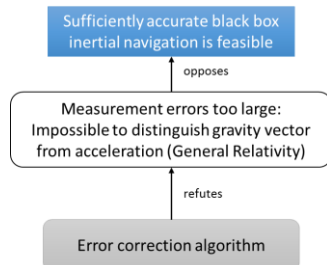 Sufficiently accurate black box
inertial navigation is feasible
opposes
Measurement errors too large:
Impossible to distinguish gravity vector
from acceleration (General Relativity)
refutes
Error correction algorithm